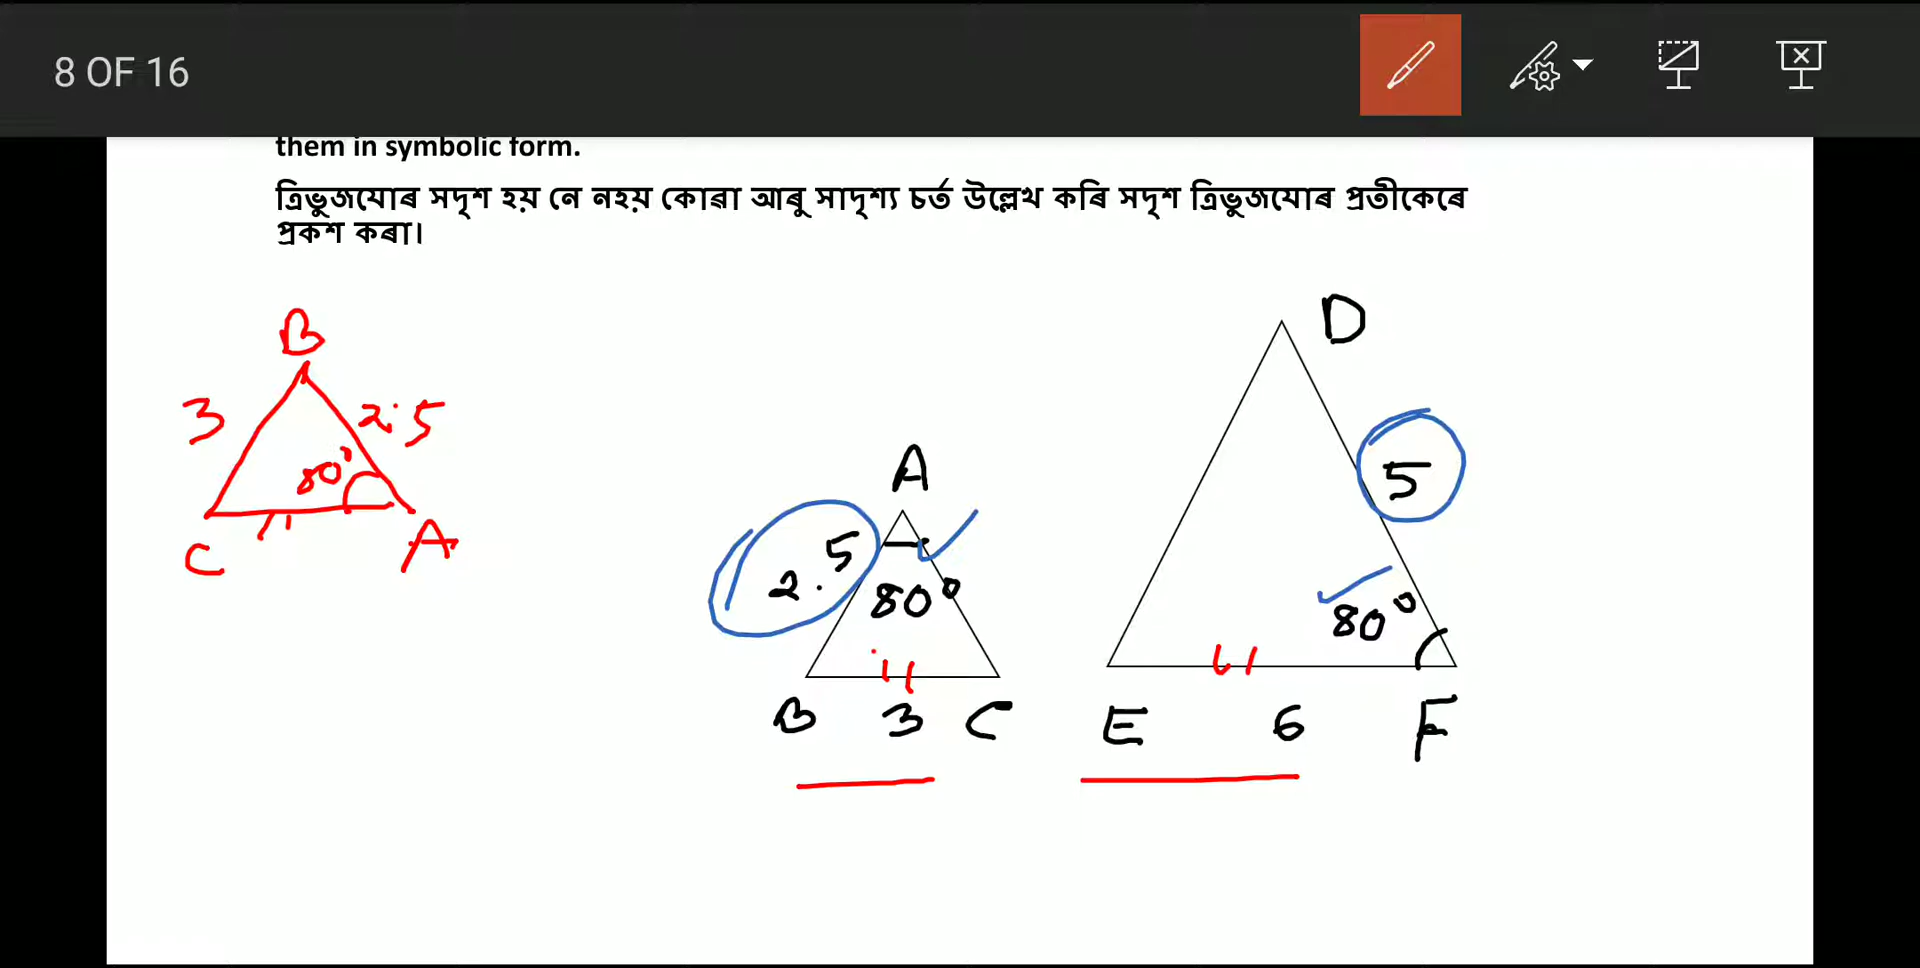 8 OF 16
them in symbolic form.
ত্ৰিভুজযোৰ সদৃশ হয় নে নহয় কোৱা আৰু সাদৃশ্য চৰ্ত উল্লেখ কৰি সদৃশ ত্ৰিভুজযোৰ প্ৰতীকেৰে
প্ৰকশ কৰা।
B
3
2.5
80°
C
A
A
2.5
80°
B 3 C
D
5
80°
E 6 F